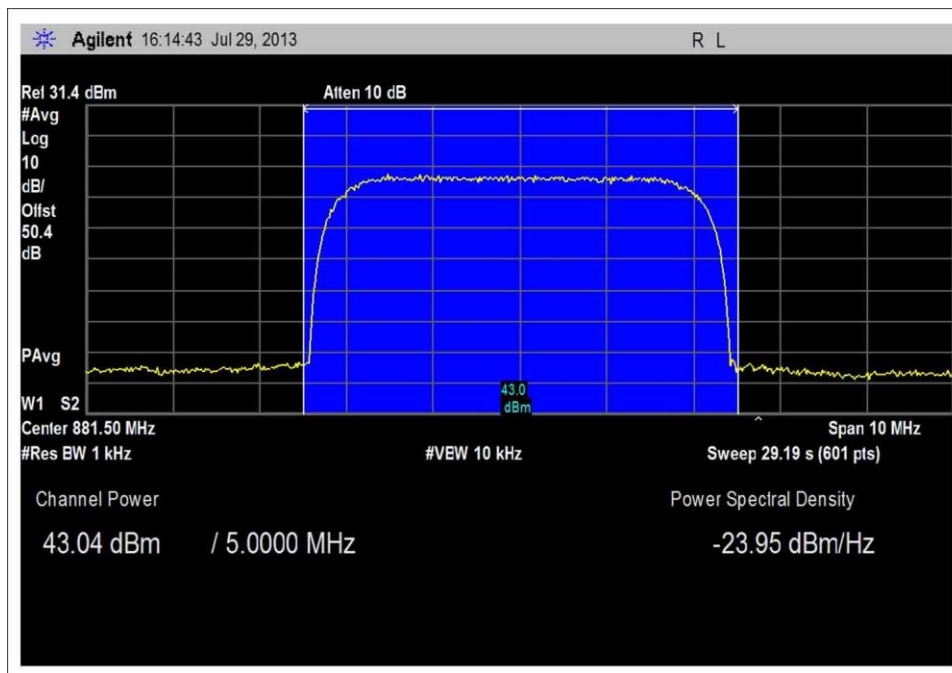 Agilent 16:14:43 Jul 29, 2013 R L
Ref 31.4 dBm Atten 10 dB
#Avg
Log
10
dB/
Offst
50.4
dB
PAvg
43.0
dBm
W1 S2
Center 881.50 MHz Span 10 MHz
#Res BW 1 kHz #VBW 10 kHz Sweep 29.19 s (601 pts)
Channel Power Power Spectral Density
43.04 dBm / 5.0000 MHz -23.95 dBm/Hz